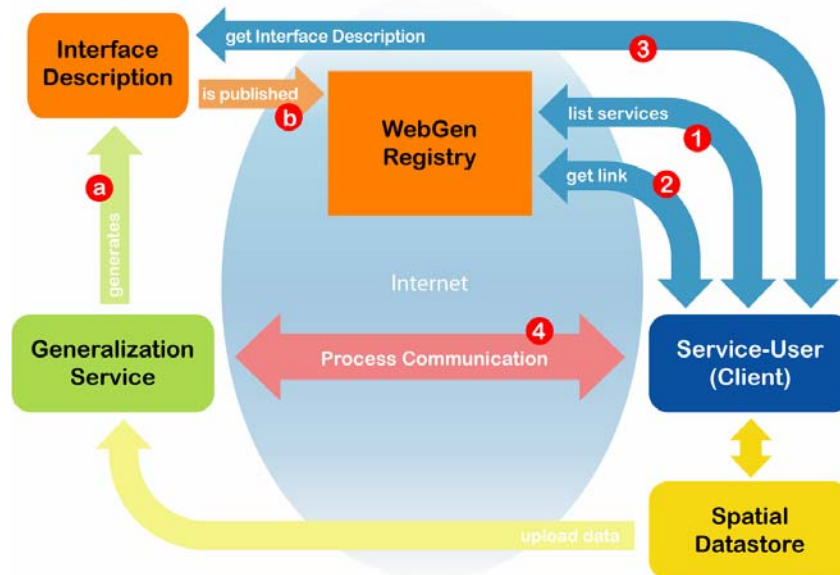 Interface
Description
get Interface Description
3
is published
b
WebGen
Registry
list services
1
get link
2
a
generates
Internet
Generalization
Service
4
Process Communication
Service-User
(Client)
Spatial
Datastore
upload data